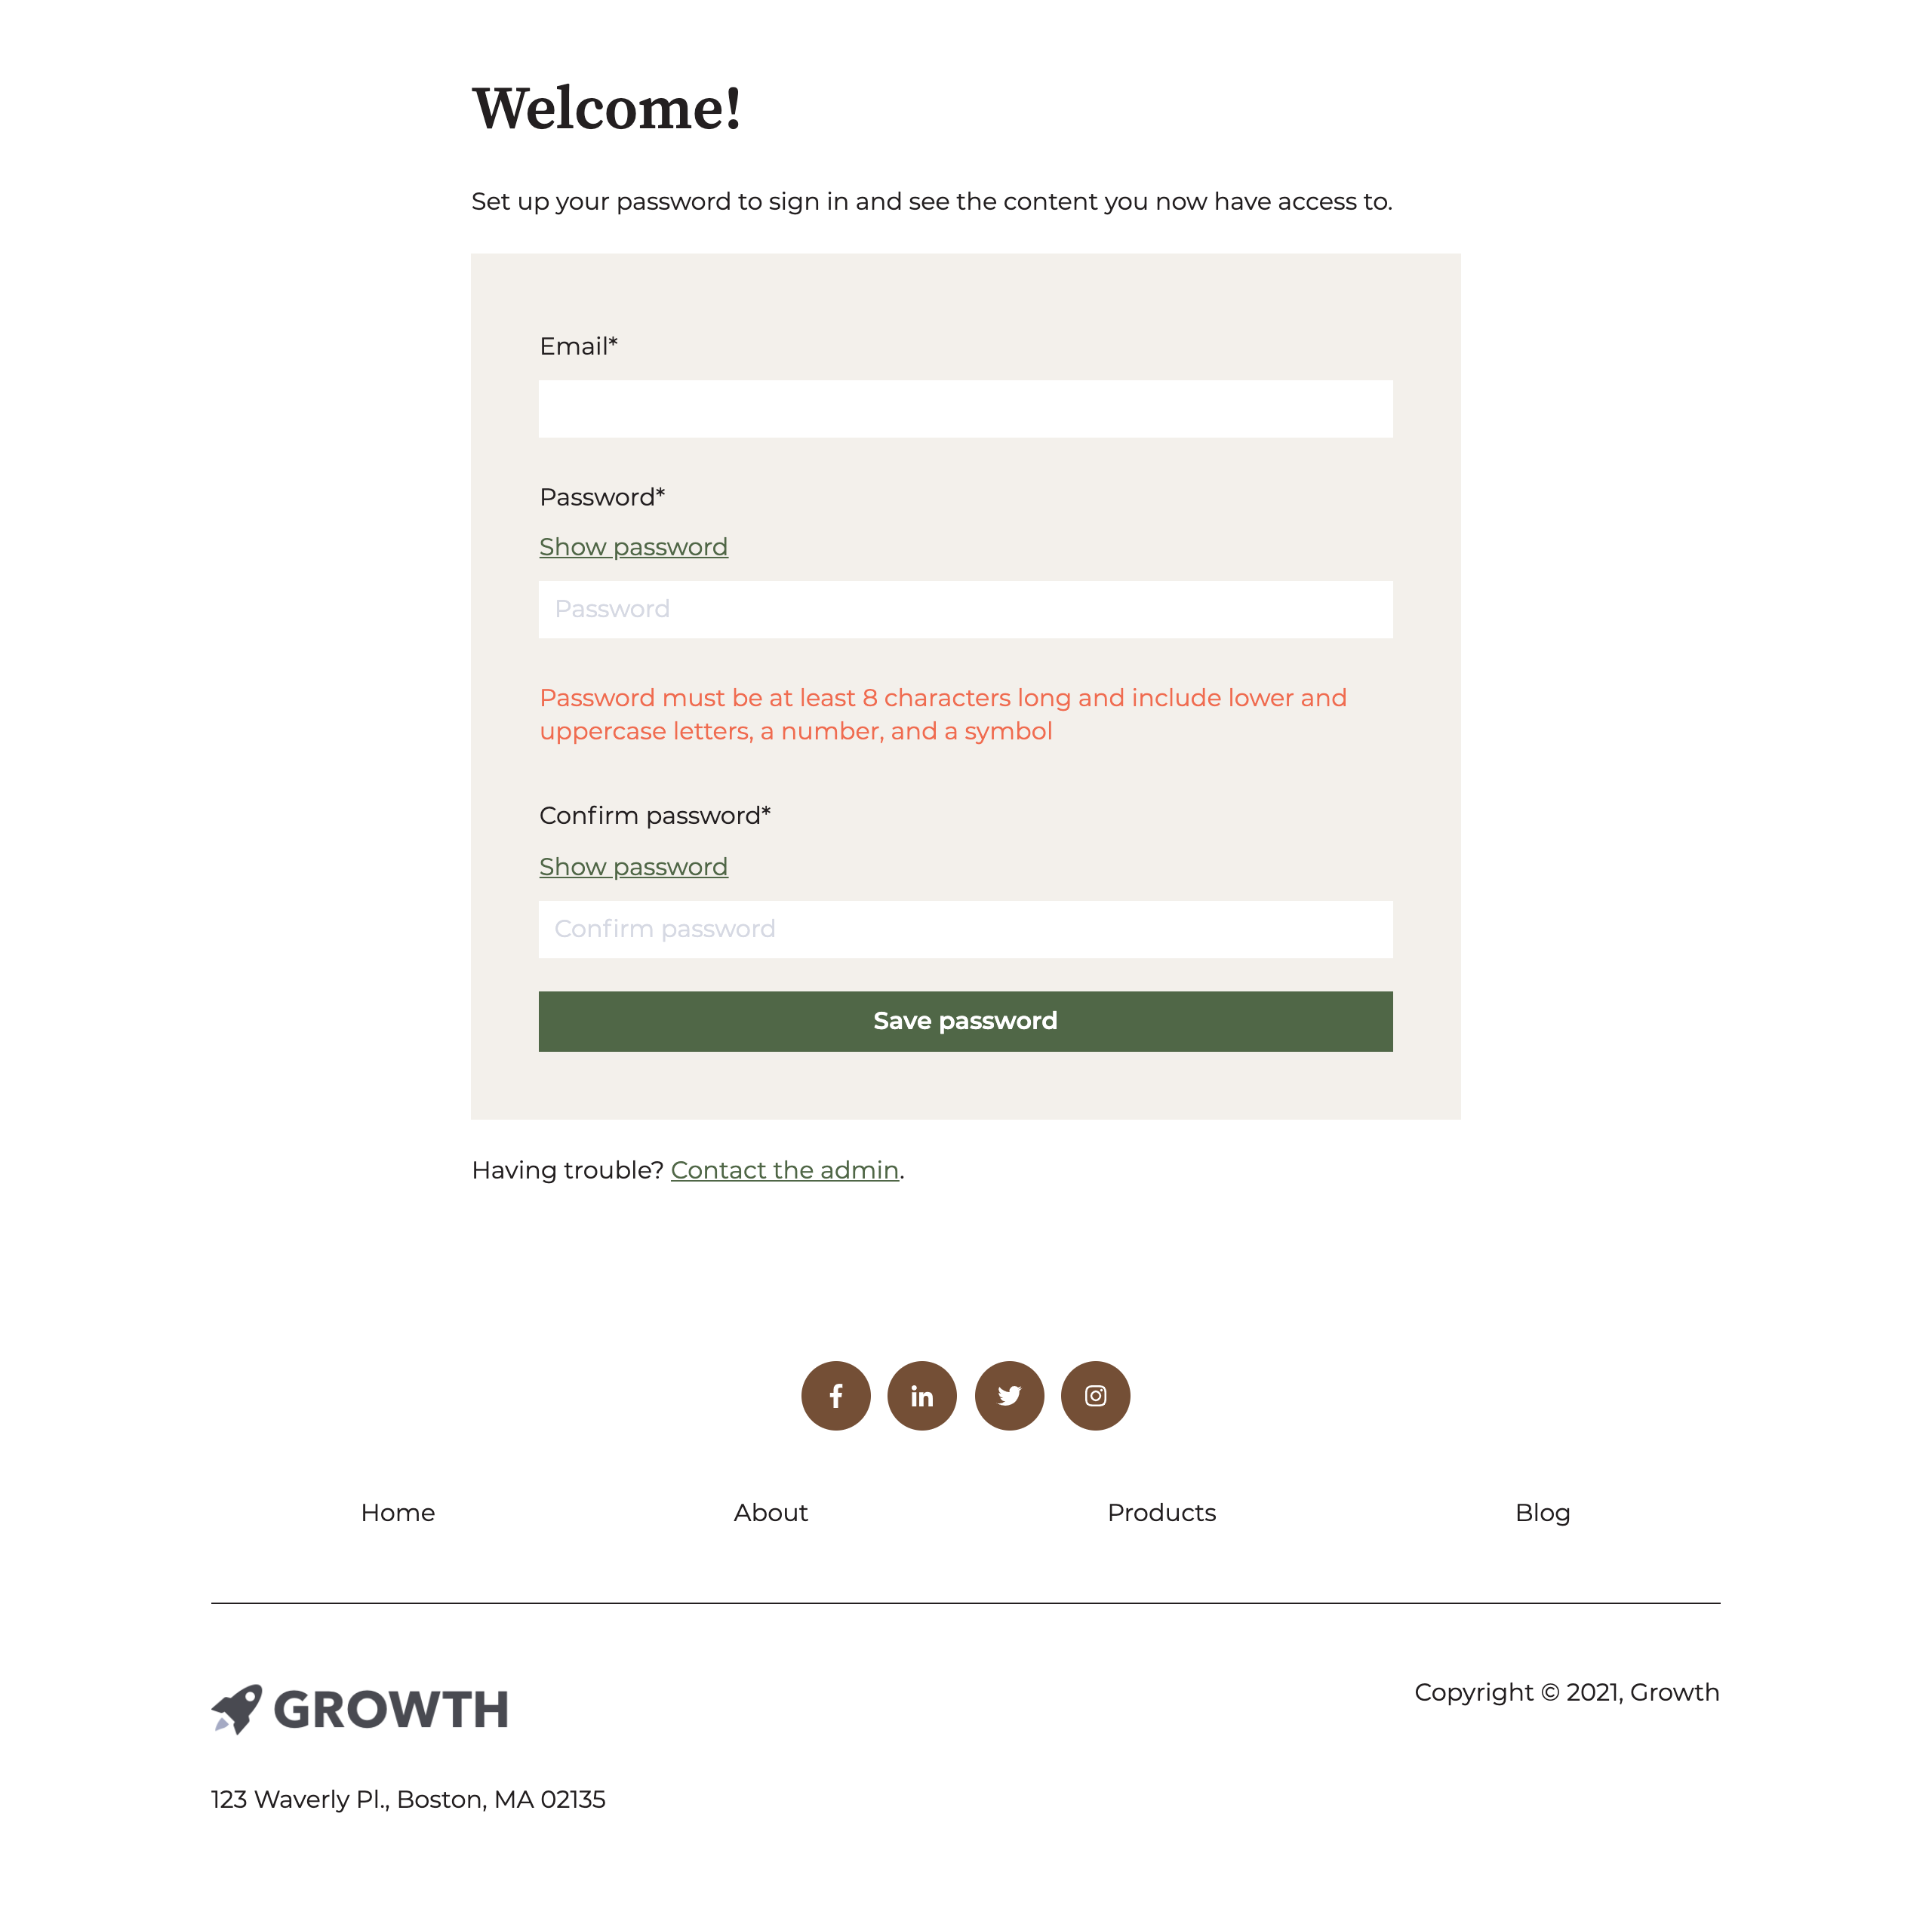 Welcome!
Set up your password to sign in and see the content you now have access to.
Email*
Password*
Show password
Password
Password must be at least 8 characters long and include lower and
uppercase letters, a number, and a symbol
Confirm password*
Show password
Confirm password
Save password
Having trouble? Contact the admin.
Home About Products Blog
GROWTH
Copyright © 2021, Growth
123 Waverly Pl., Boston, MA 02135